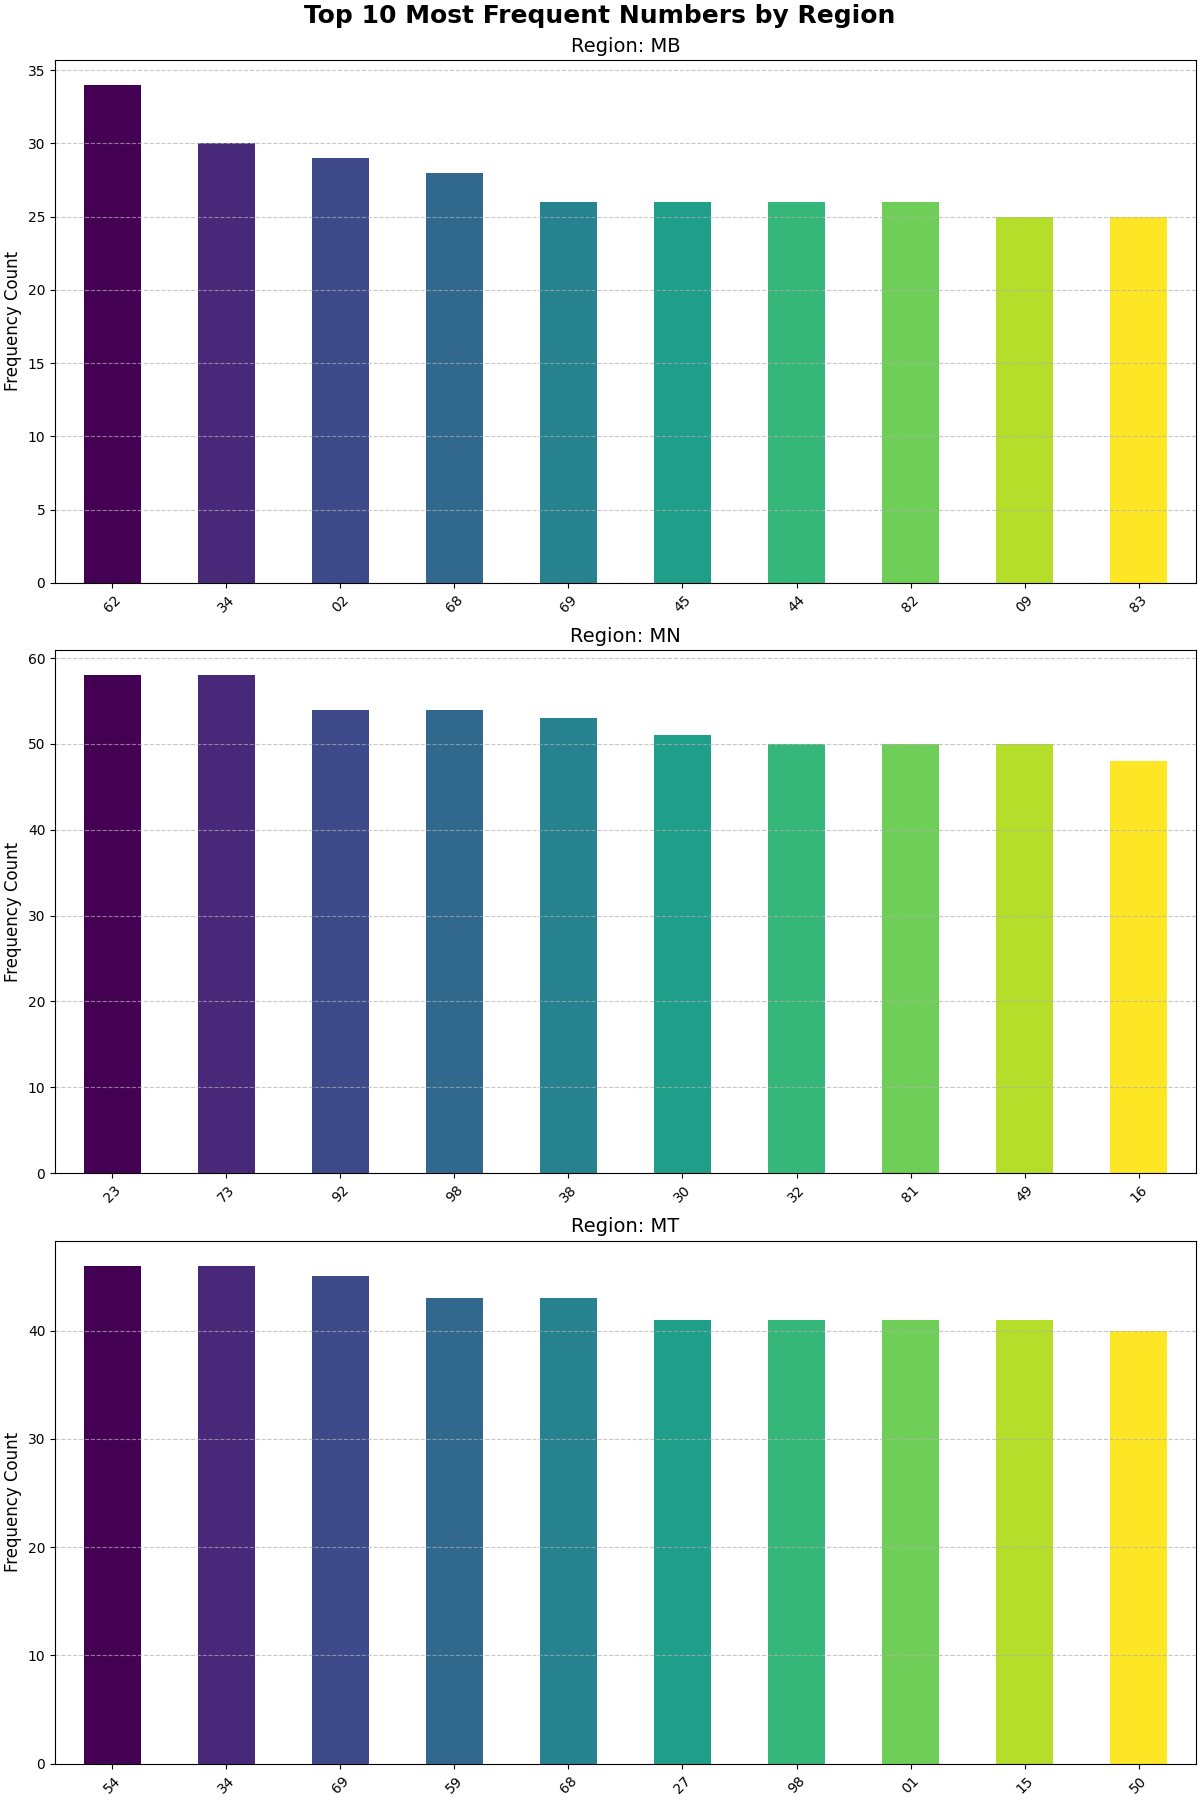 Top 10 Most Frequent Numbers by Region
Region: MB
Frequency Count
35
30
25
20
15
10
5
0
62 34 02 68 69 45 44 82 09 83
Region: MN
Frequency Count
60
50
40
30
20
10
0
23 73 92 98 38 30 32 81 49 16
Region: MT
Frequency Count
40
30
20
10
0
54 34 69 59 68 27 98 01 15 50